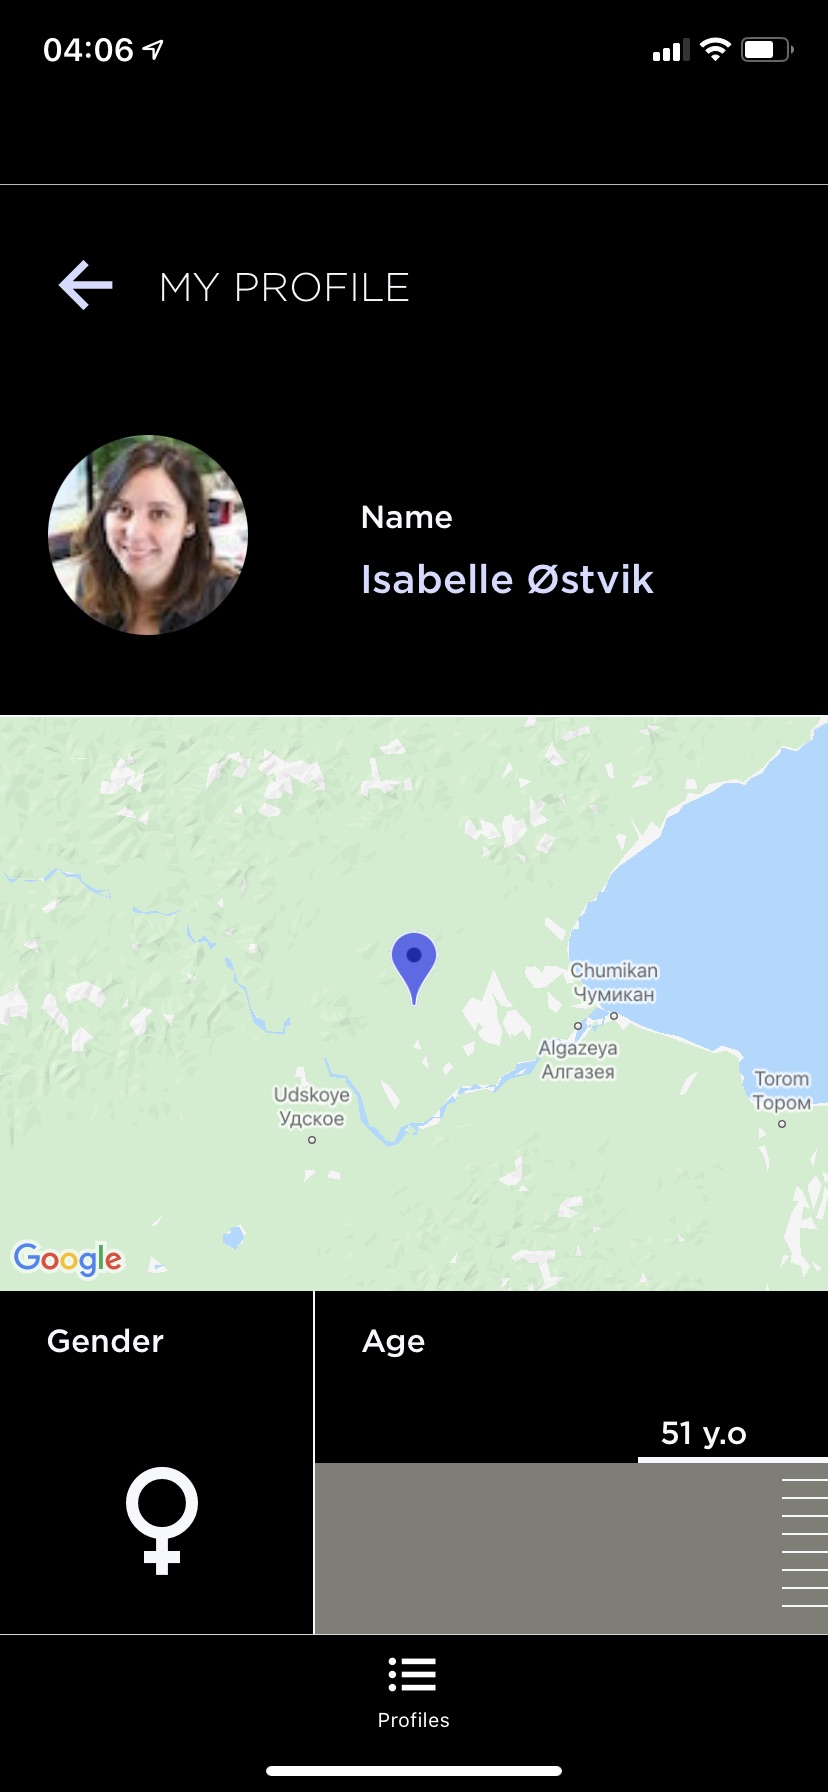 04:06
MY PROFILE
Name
Isabelle Østvik
Chumikan
Чумикан
Algazeya
Алгазея
Torom
Тором
Udskoye
Удское
Google
Gender
Age
51 y.o
Profiles